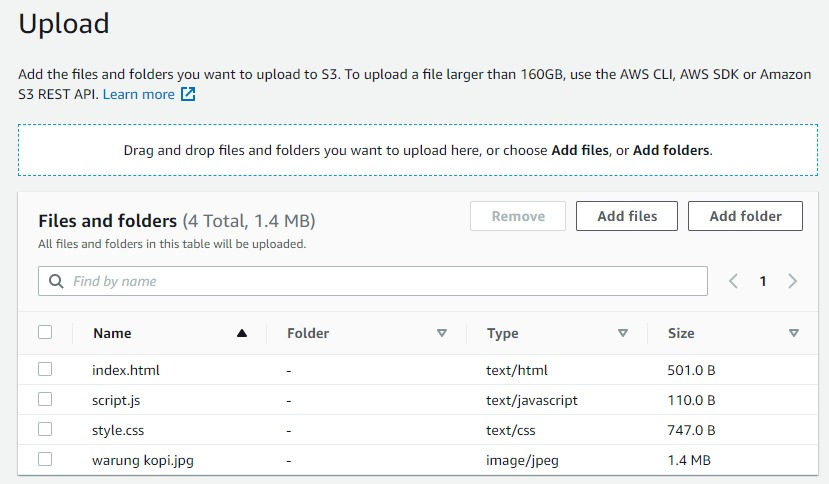 Upload
Add the files and folders you want to upload to S3. To upload a file larger than 160GB, use the AWS CLI, AWS SDK or Amazon
S3 REST API. Learn more
Drag and drop files and folders you want to upload here, or choose Add files, or Add folders.
Files and folders (4 Total, 1.4 MB)
Remove Add files Add folder
All files and folders in this table will be uploaded.
Find by name
1
Name Folder Type Size
index.html - text/html 501.0 B
script.js - text/javascript 110.0 B
style.css - text/css 747.0 B
warung kopi.jpg - image/jpeg 1.4 MB